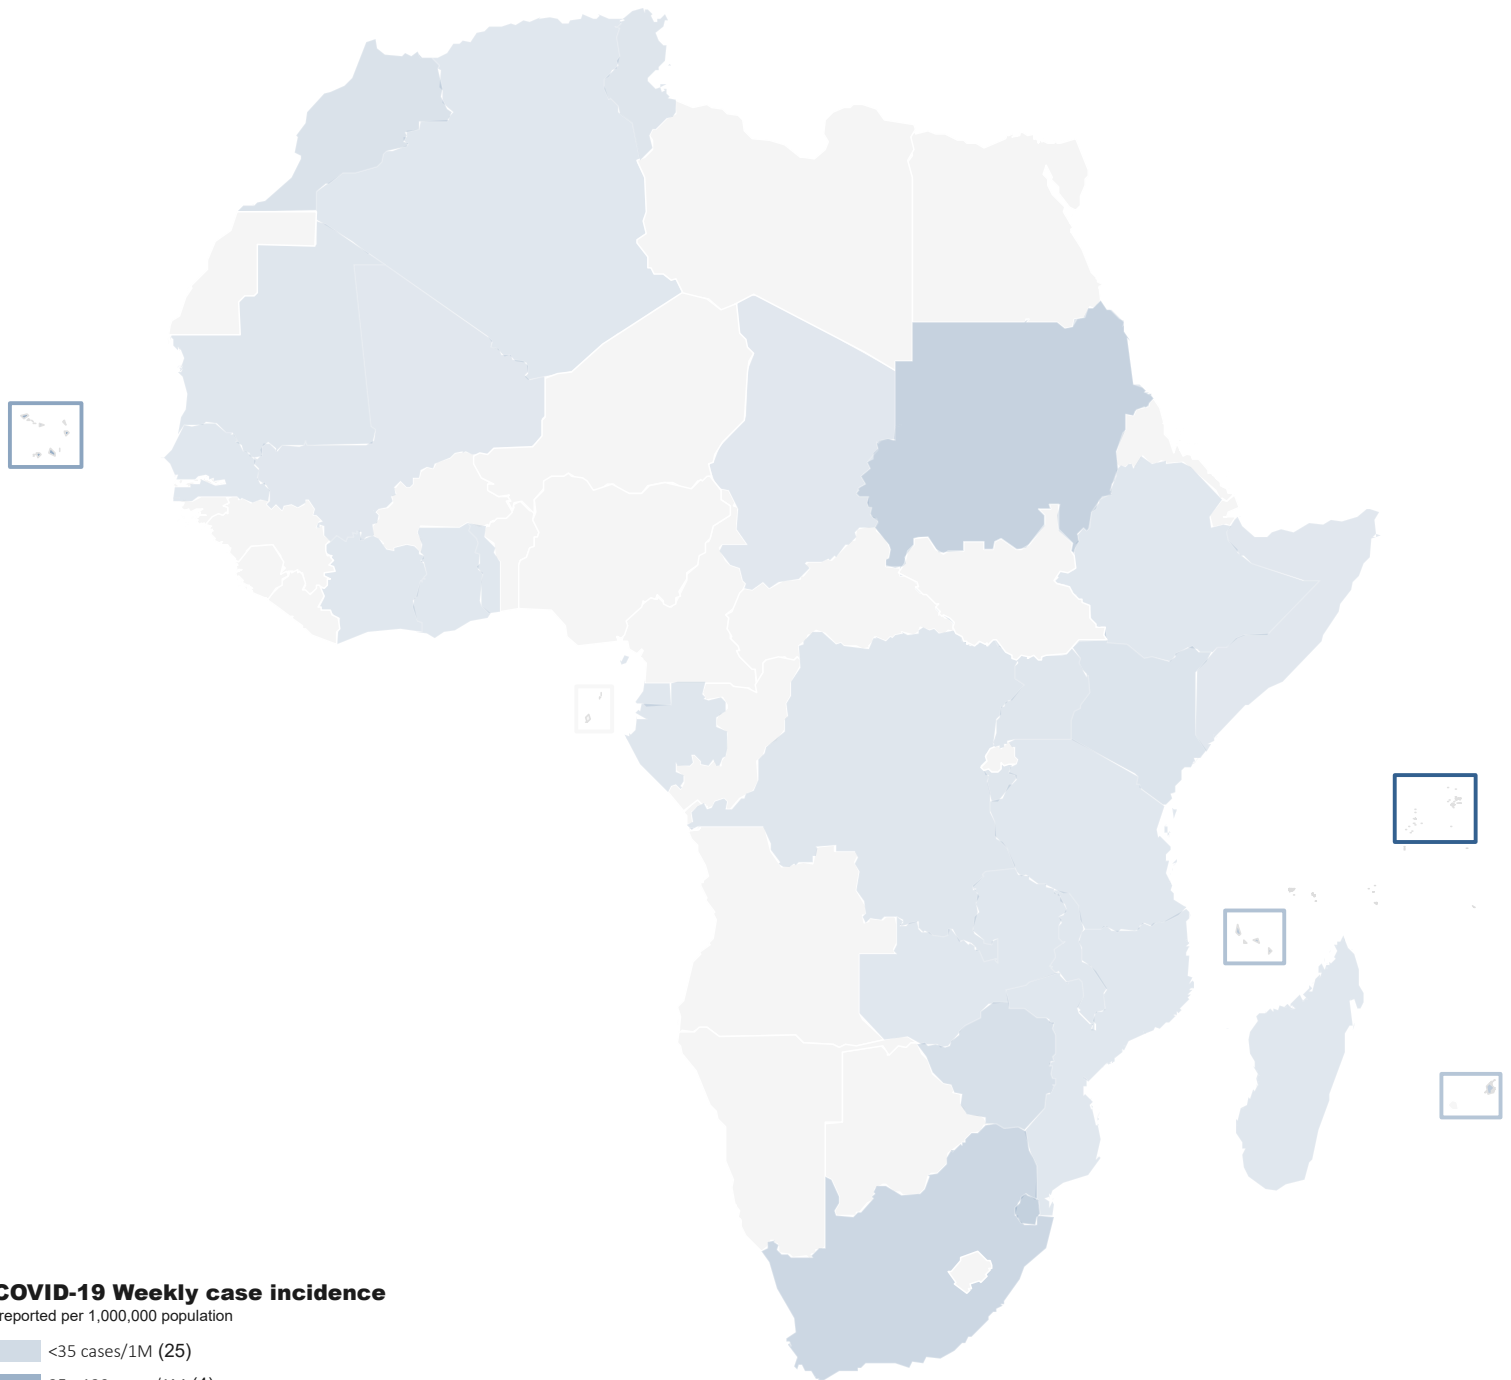 COVID-19 Weekly case incidence
reported per 1,000,000 population
<35 cases/1M (25)